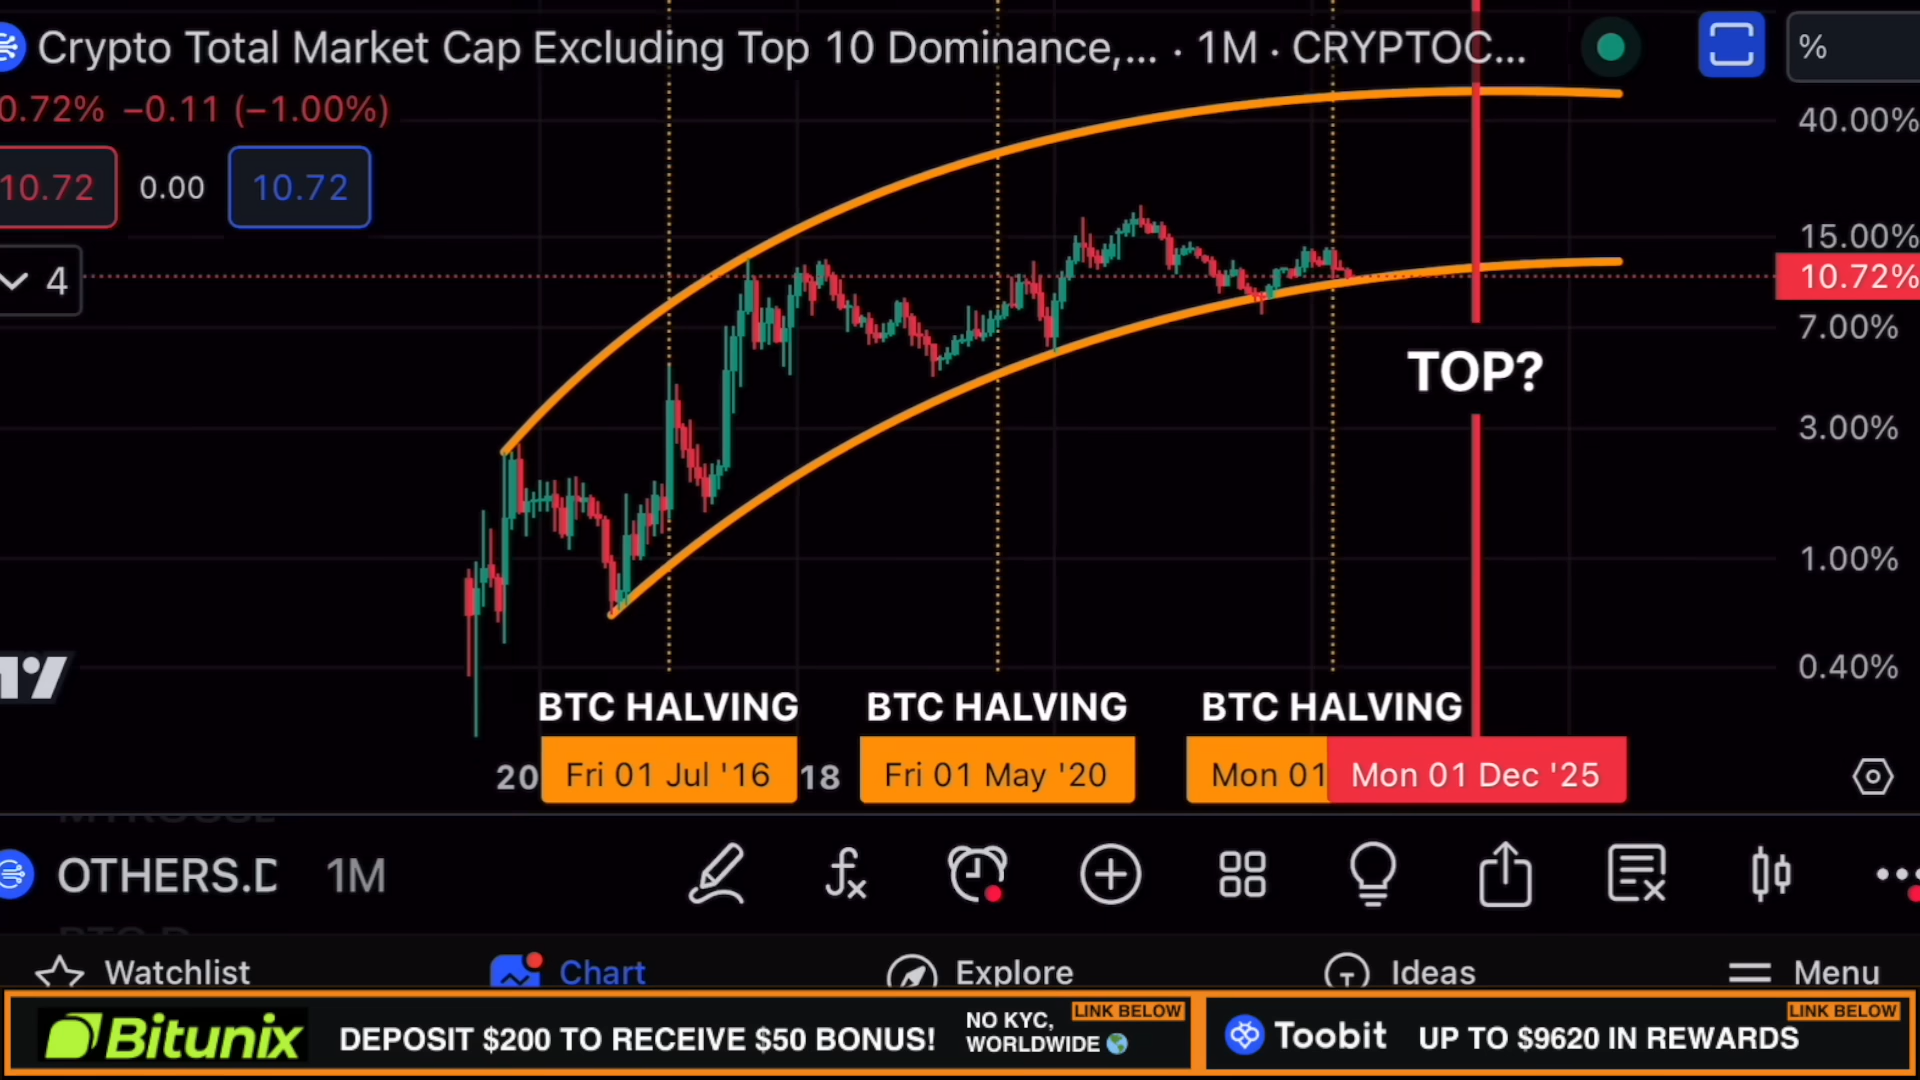 Crypto Total Market Cap Excluding Top 10 Dominance,... · 1M · CRYPTOC...
%
0.72% −0.11 (−1.00%)
40.00%
10.72
0.00
10.72
15.00%
4
10.72%
7.00%
TOP?
3.00%
1.00%
0.40%
BTC HALVING
BTC HALVING
BTC HALVING
20
Fri 01 Jul '16
18
Fri 01 May '20
Mon 01
Mon 01 Dec '25
OTHERS.D
1M
Watchlist
Chart
Explore
Ideas
Menu
Bitunix
DEPOSIT $200 TO RECEIVE $50 BONUS!
NO KYC,
WORLDWIDE
LINK BELOW
Toobit
UP TO $9620 IN REWARDS
LINK BELOW